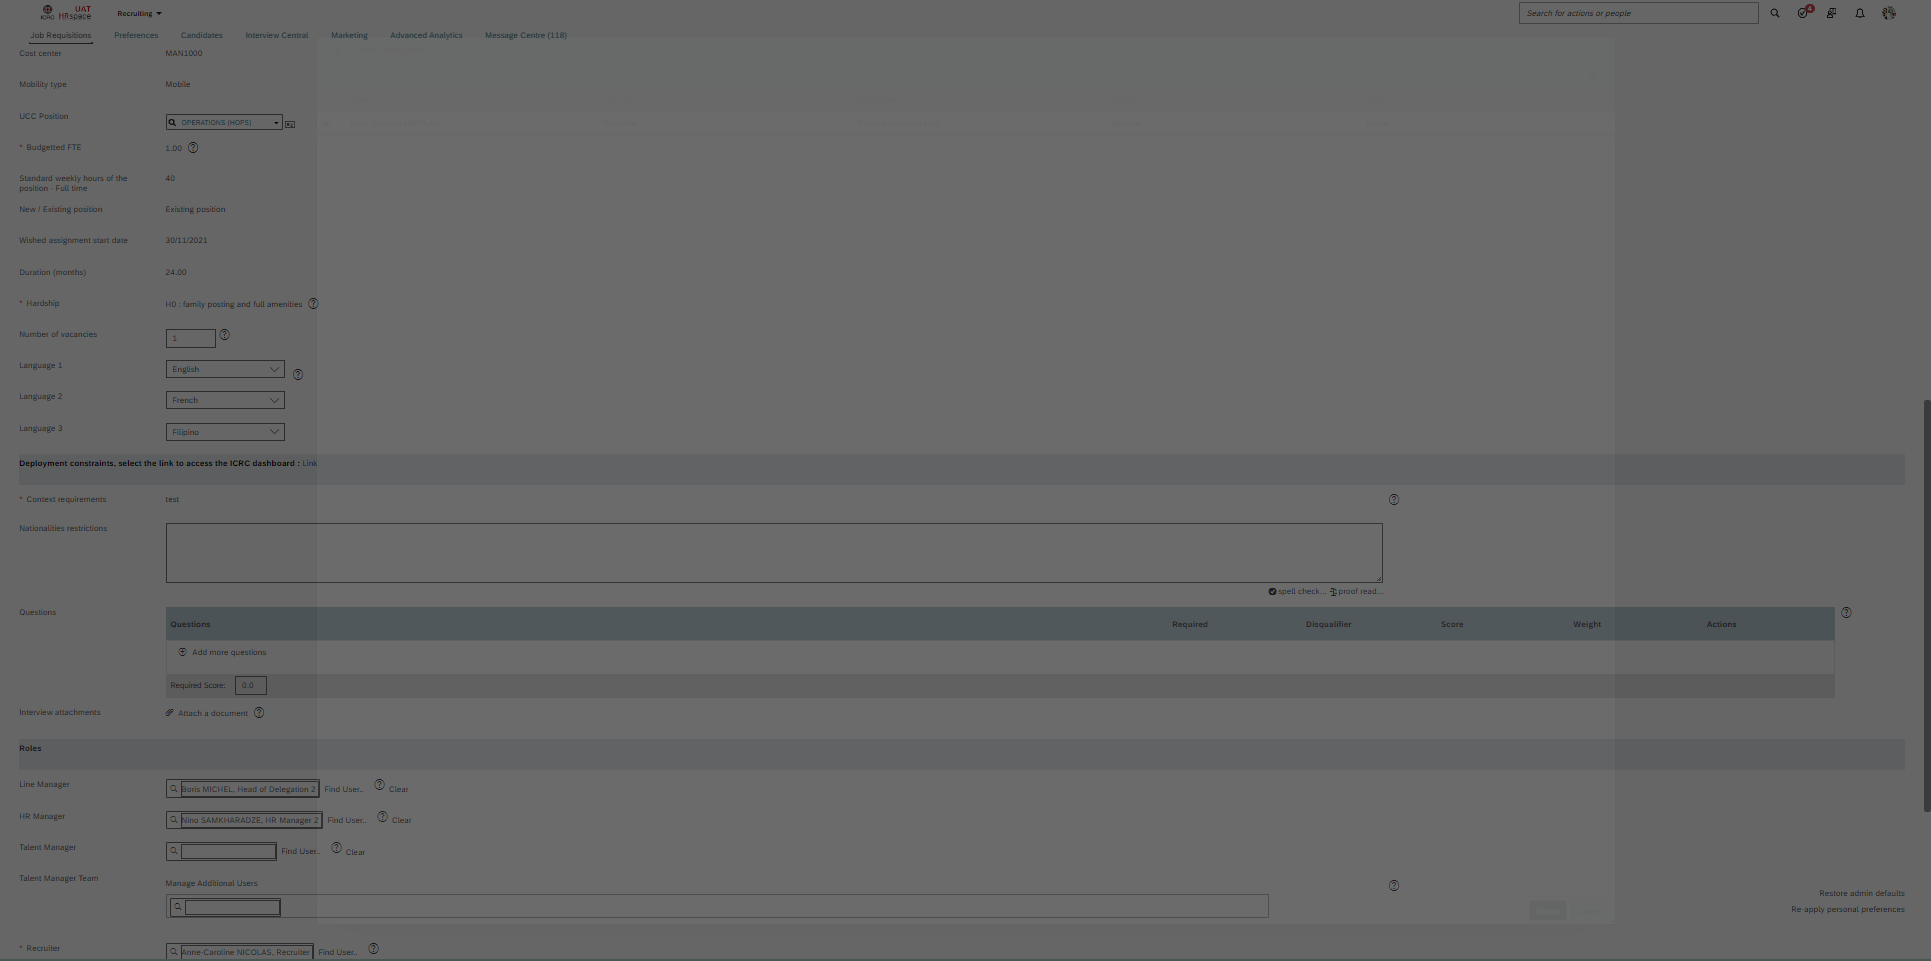 UAT
ICRC HRspace
Recruiting
Search for actions or people
4
Job Requisitions Preferences Candidates Interview Central Marketing Advanced Analytics Message Centre (118)
Cost center MAN1000
Mobility type Mobile
UCC Position OPERATIONS (HOPS)
* Budgetted FTE 1.00
Standard weekly hours of the position - Full time 40
New / Existing position Existing position
Wished assignment start date 30/11/2021
Duration (months) 24.00
* Hardship H0 : family posting and full amenities
Number of vacancies 1
Language 1 English
Language 2 French
Language 3 Filipino
Deployment constraints, select the link to access the ICRC dashboard : Link
* Context requirements test
Nationalities restrictions
spell check... proof read...
Questions
Questions Required Disqualifier Score Weight Actions
Add more questions
Required Score: 0.0
Interview attachments Attach a document
Roles
Line Manager Boris MICHEL, Head of Delegation 2 Find User.. Clear
HR Manager Nino SAMKHARADZE, HR Manager 2 Find User.. Clear
Talent Manager Find User.. Clear
Talent Manager Team Manage Additional Users
Restore admin defaults
Re-apply personal preferences
* Recruiter Anne-Caroline NICOLAS, Recruiter Find User..